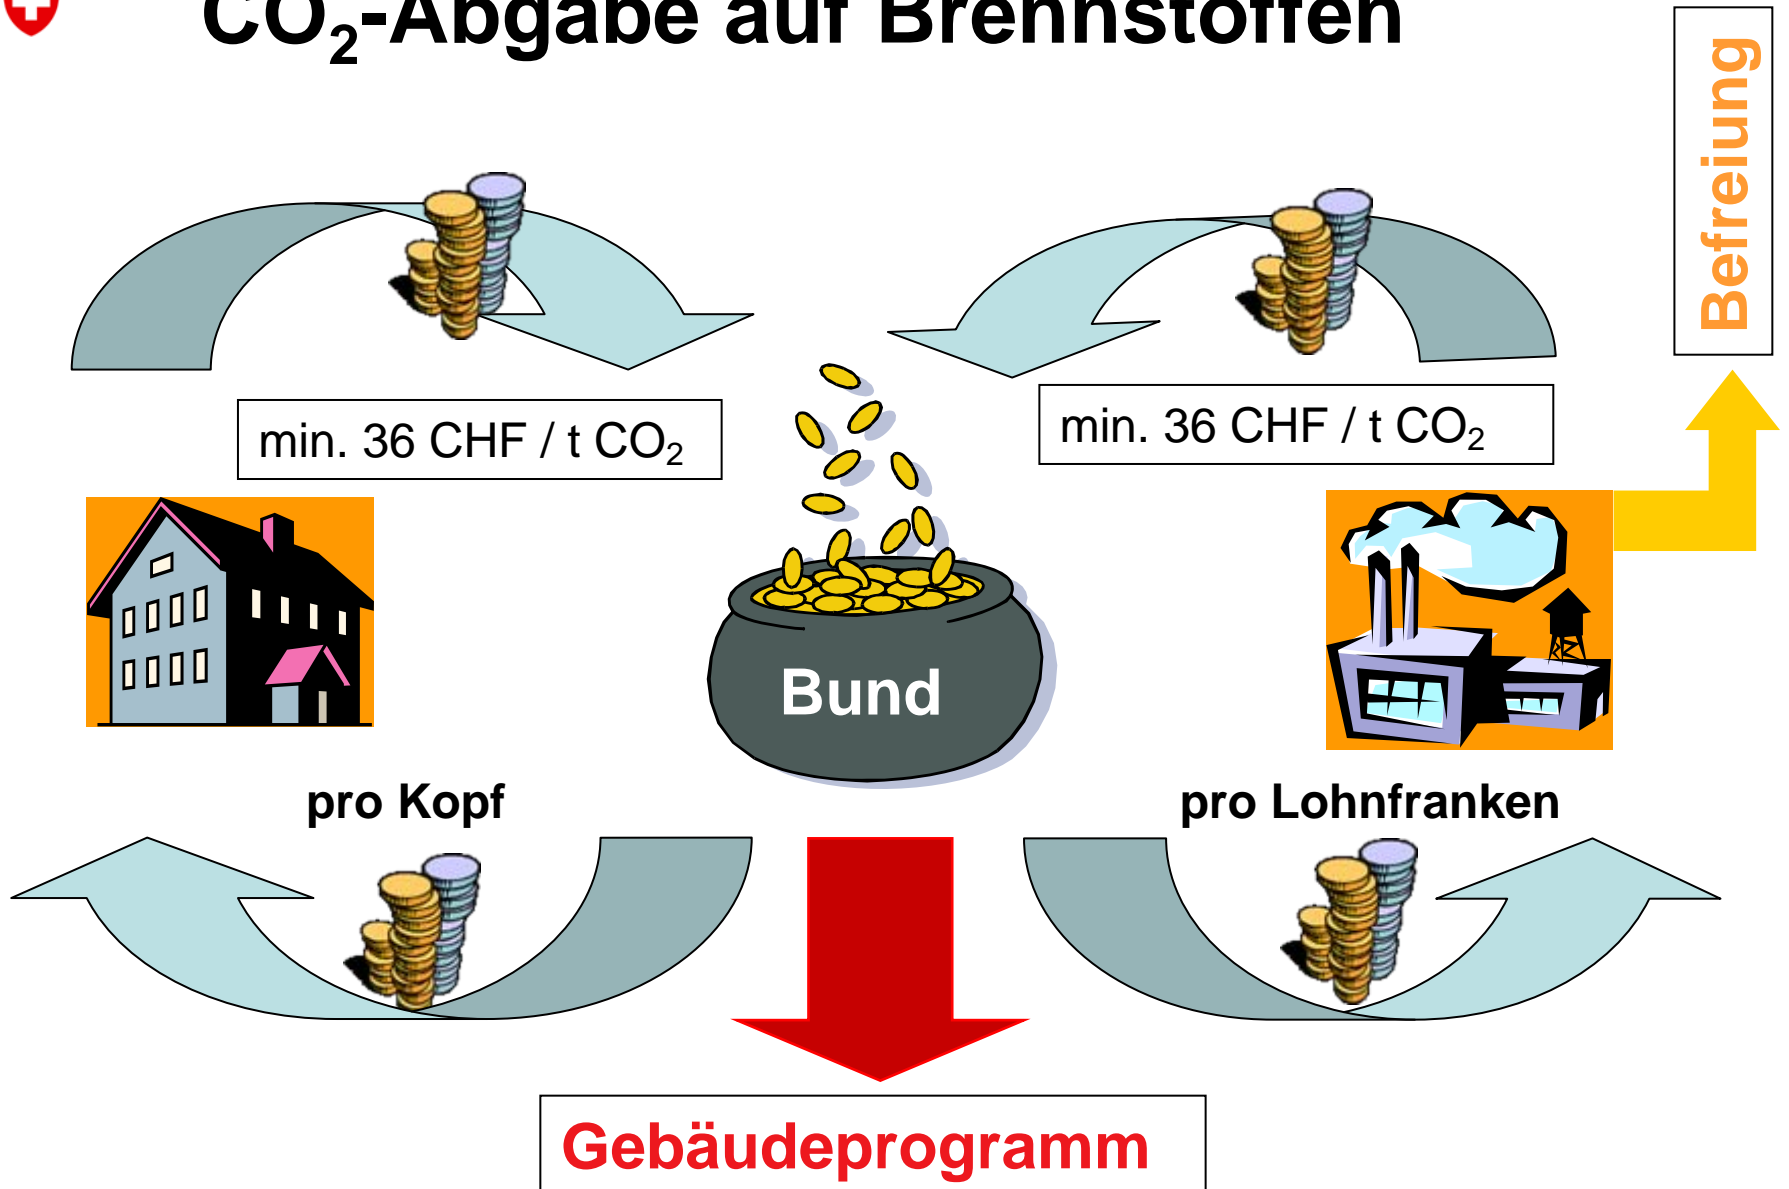 CO₂-Abgabe auf Brennstoffen
Befreiung
min. 36 CHF / t CO₂
min. 36 CHF / t CO₂
Bund
pro Kopf
pro Lohnfranken
Gebäudeprogramm